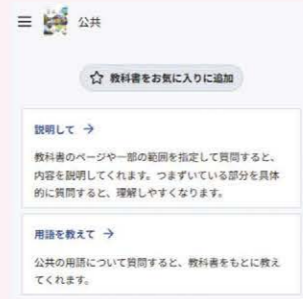 公共
教科書をお気に入りに追加
説明して →
教科書のページや一部の範囲を指定して質問すると、
内容を説明してくれます。つまずいている部分を具体
的に質問すると、理解しやすくなります。
用語を教えて →
公共の用語について質問すると、教科書をもとに教え
てくれます。